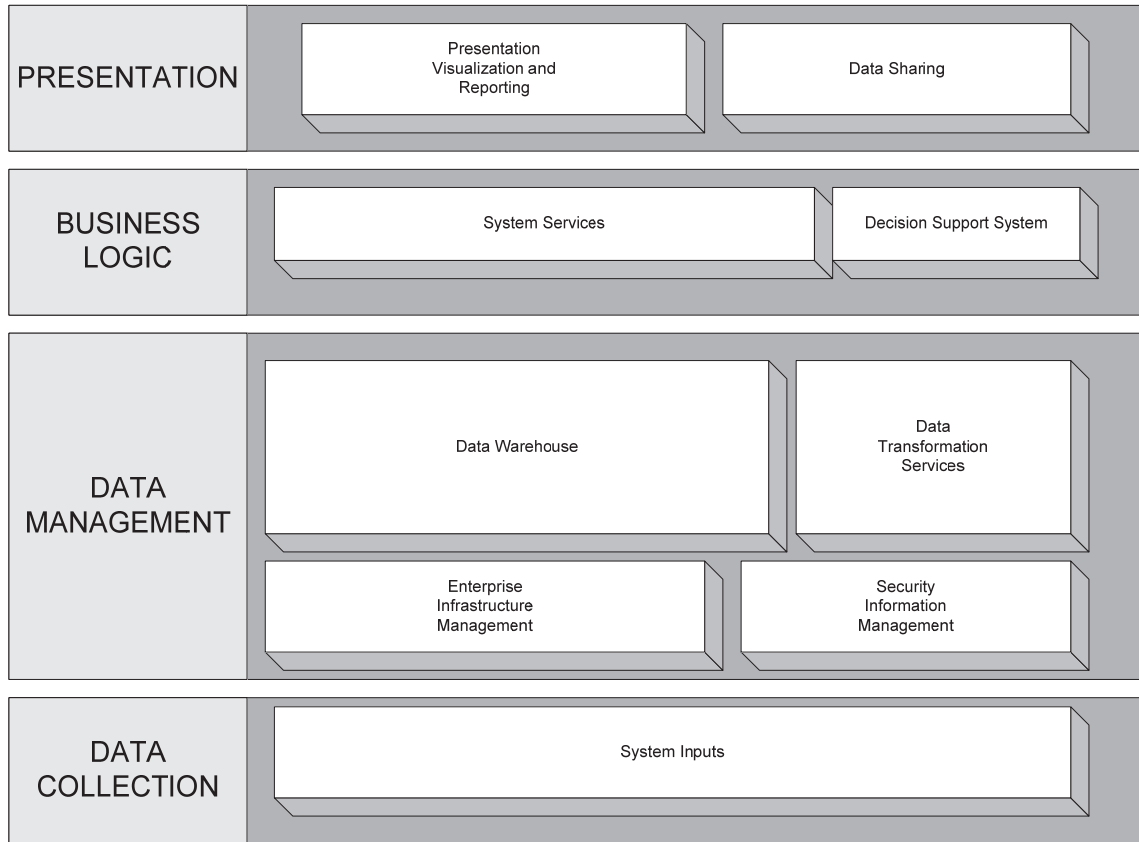 PRESENTATION
Presentation
Visualization and
Reporting
Data Sharing
BUSINESS
LOGIC
System Services
Decision Support System
DATA
MANAGEMENT
Data Warehouse
Data
Transformation
Services
Enterprise
Infrastructure
Management
Security
Information
Management
DATA
COLLECTION
System Inputs